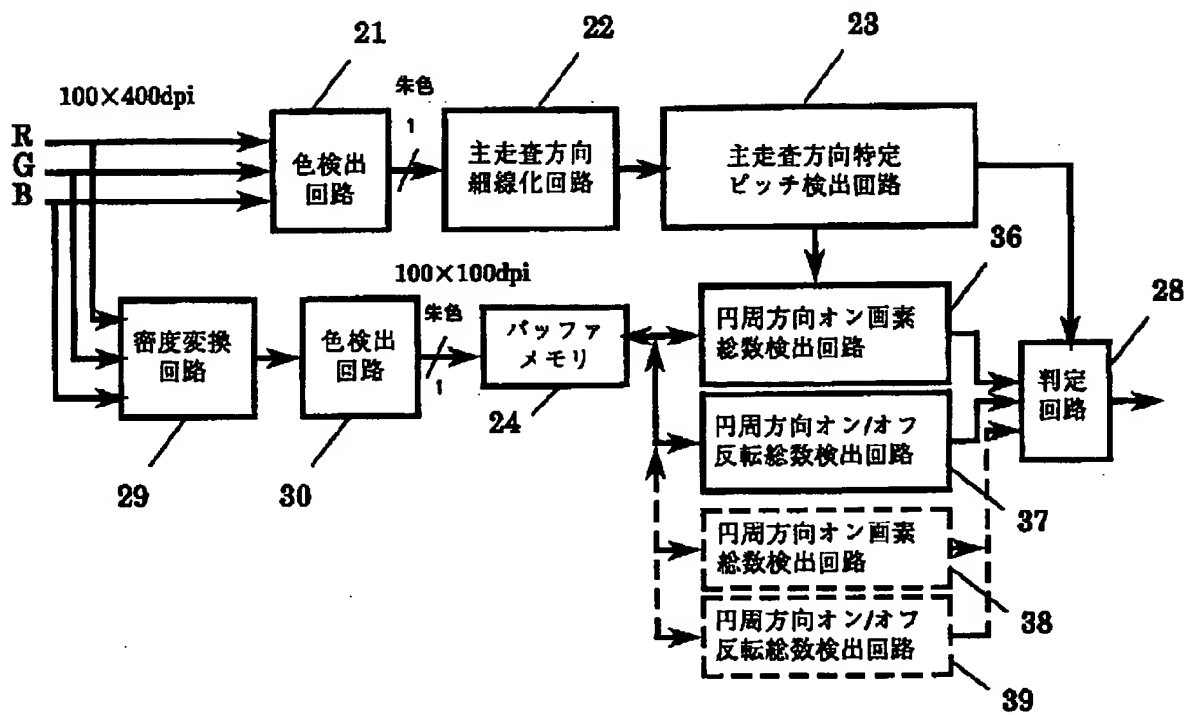 21
22
23
100×400dpi
朱色
1
R
G
B
色検出
回路
主走査方向
細線化回路
主走査方向特定
ピッチ検出回路
36
100×100dpi
朱色
1
28
密度変換
回路
色検出
回路
バッファ
メモリ
円周方向オン画素
総数検出回路
判定
回路
24
円周方向オン/オフ
反転総数検出回路
29
30
37
円周方向オン画素
総数検出回路
38
円周方向オン/オフ
反転総数検出回路
39